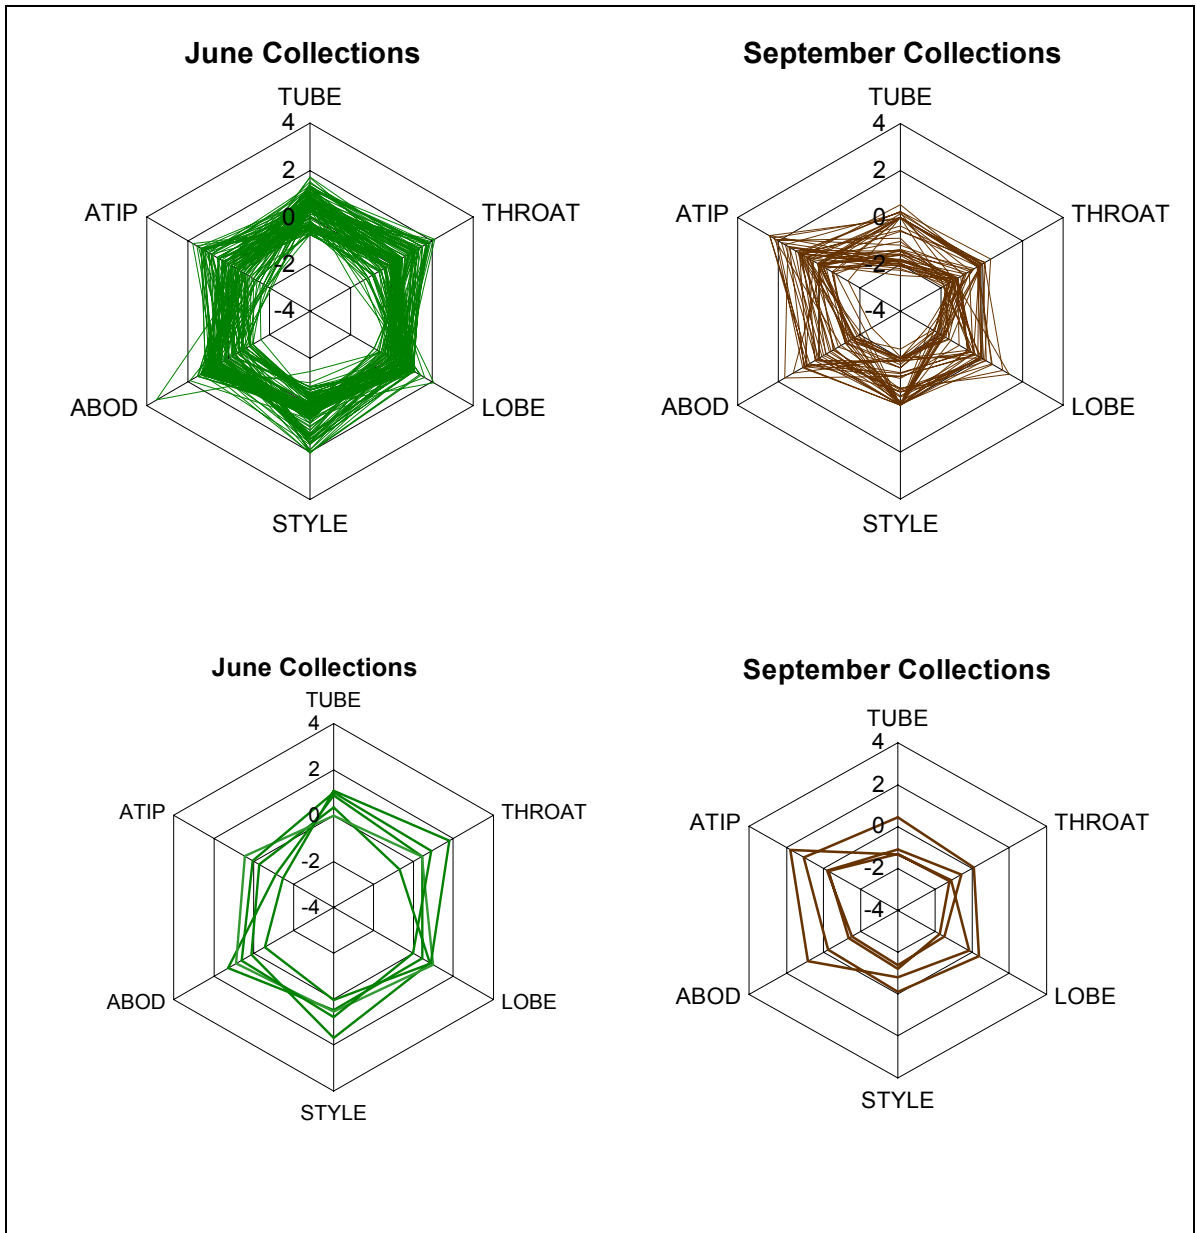 June Collections
TUBE
4
2
0
-2
-4
THROAT
LOBE
STYLE
ABOD
ATIP
September Collections
TUBE
4
2
0
-2
-4
THROAT
LOBE
STYLE
ABOD
ATIP
June Collections
TUBE
4
2
0
-2
-4
THROAT
LOBE
STYLE
ABOD
ATIP
September Collections
TUBE
4
2
0
-2
-4
THROAT
LOBE
STYLE
ABOD
ATIP